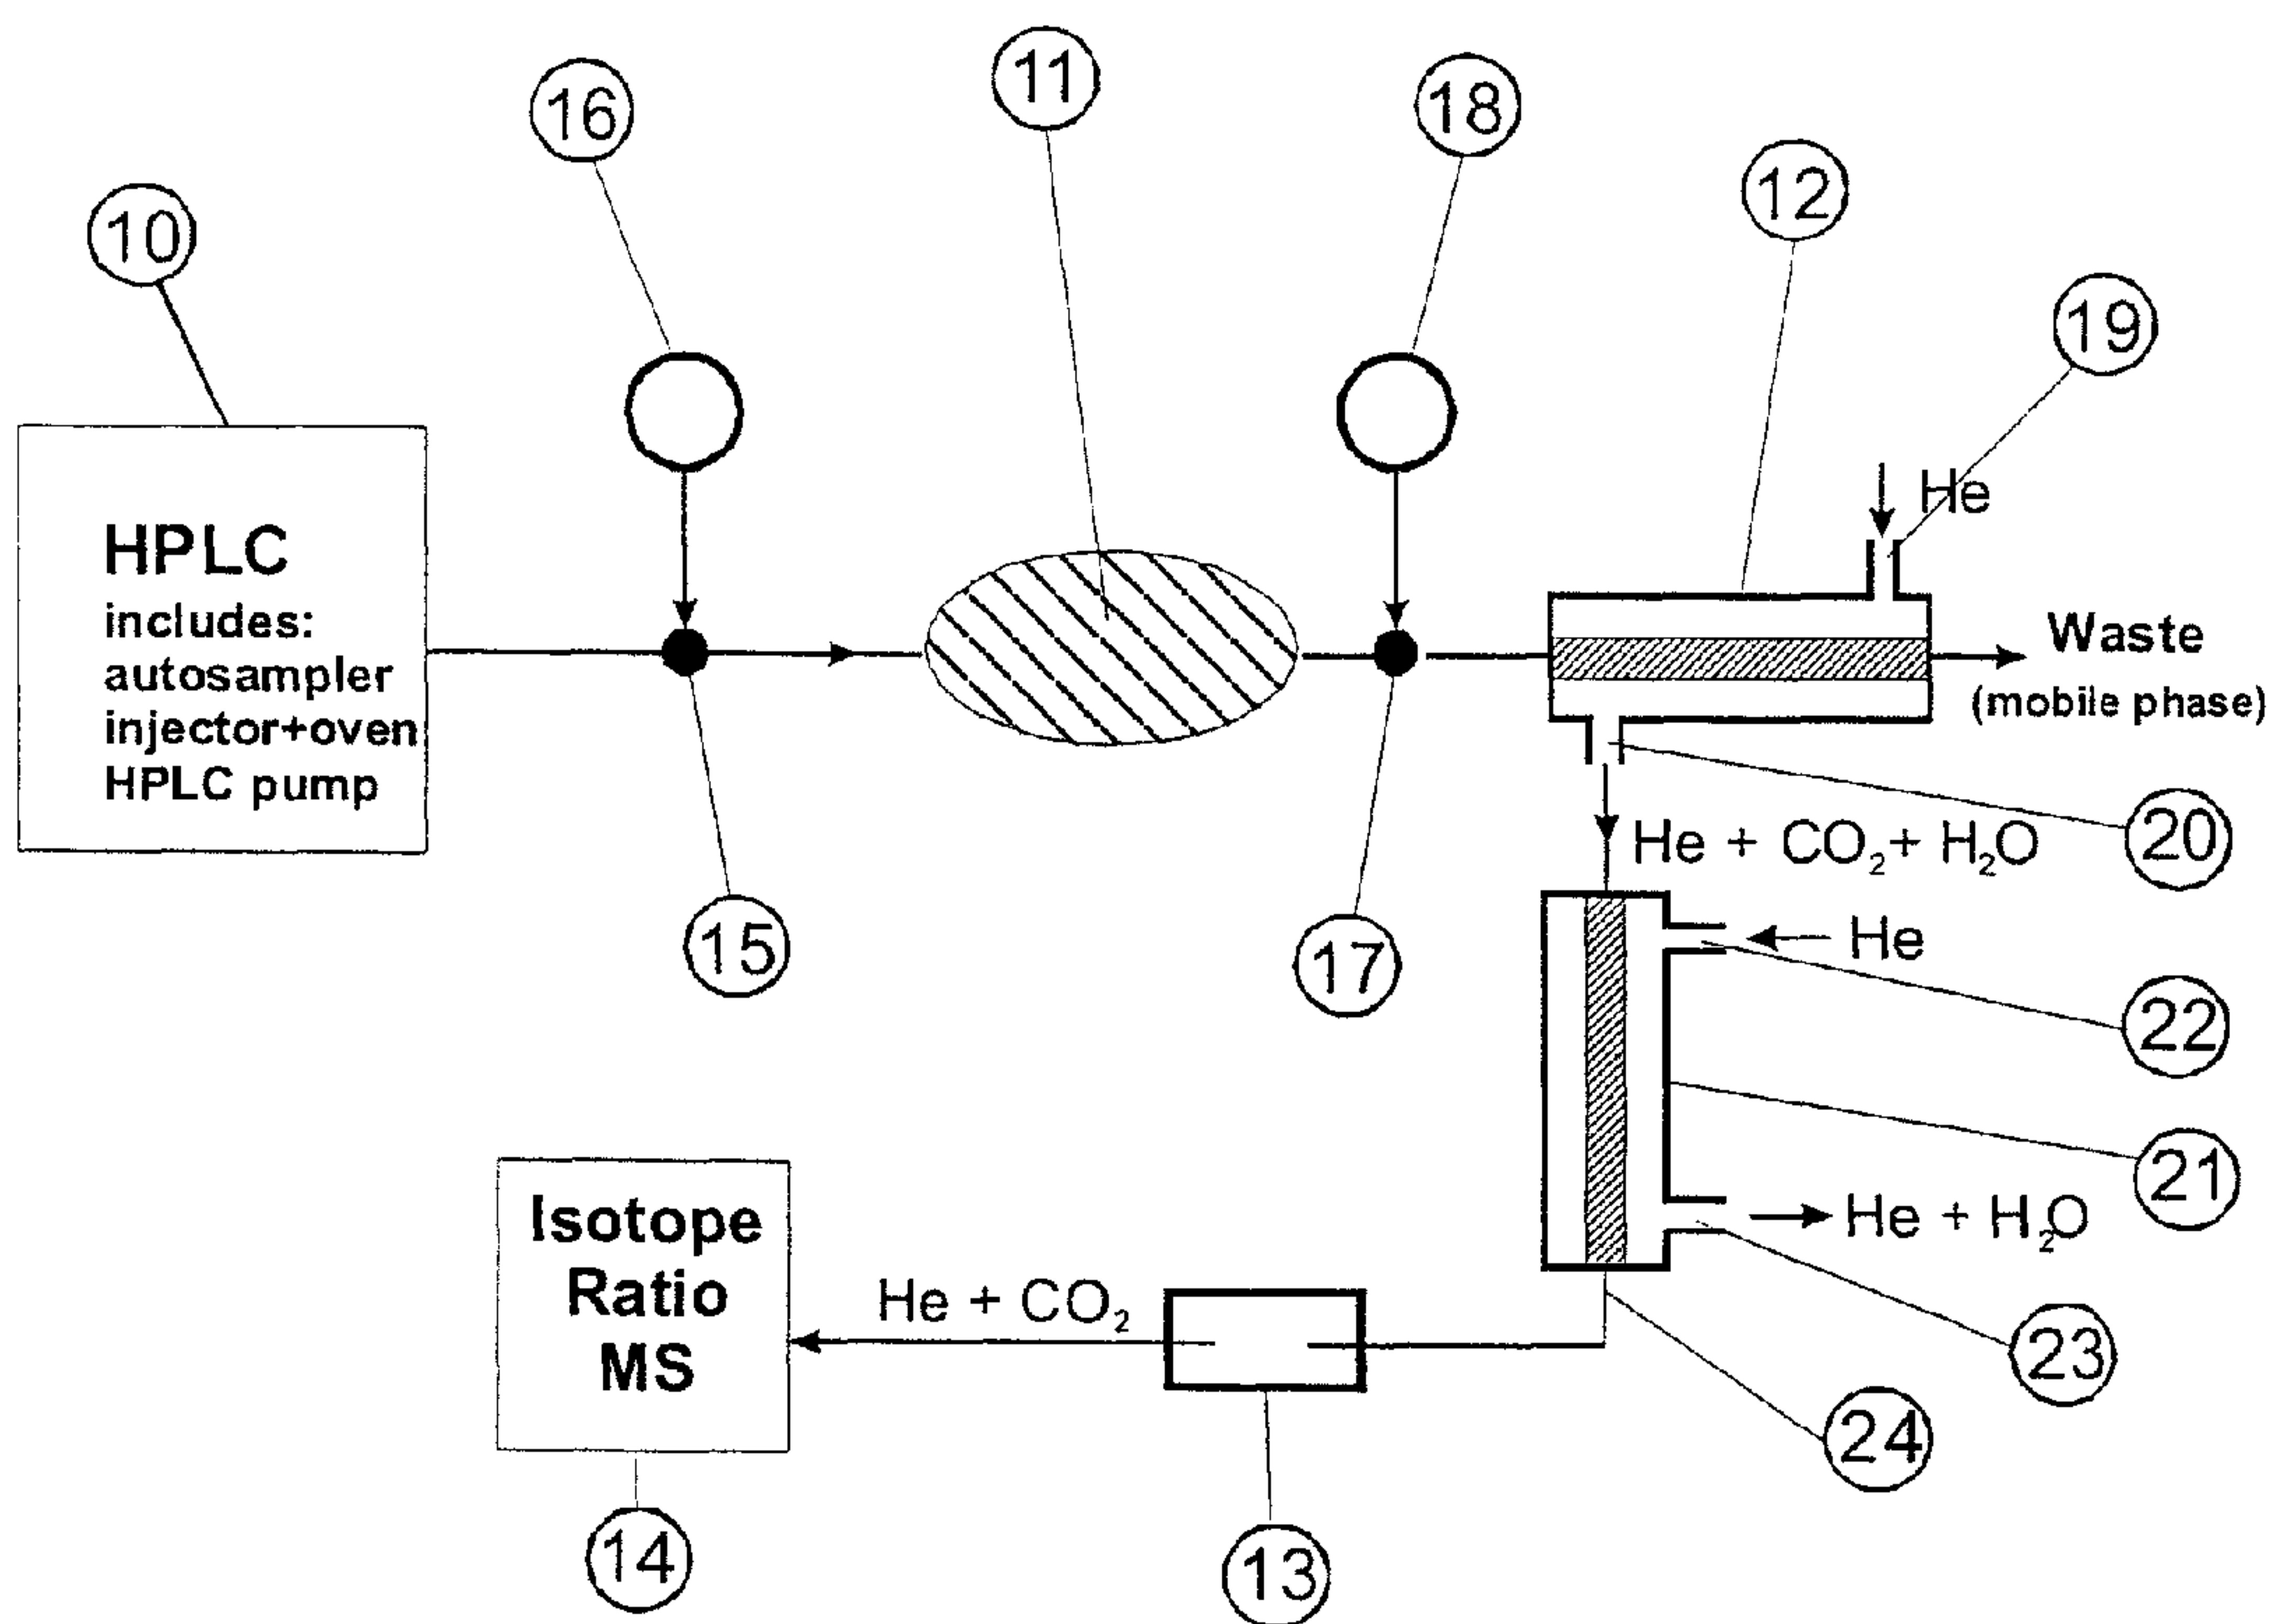 11
16
18
10
12
19
He
HPLC
includes:
autosampler
injector+oven
HPLC pump
Waste
(mobile phase)
He + CO₂+ H₂O
20
15
17
He
22
21
Isotope
Ratio
MS
He + CO₂
He + H₂O
23
24
14
13